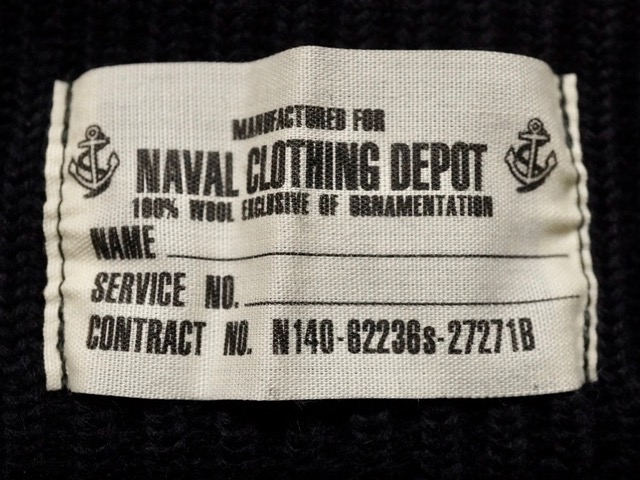 MANUFACTURED FOR
NAVAL CLOTHING DEPOT
100% WOOL EXCLUSIVE OF ORNAMENTATION
NAME
SERVICE NO.
CONTRACT NO. N140-62236s-27271B